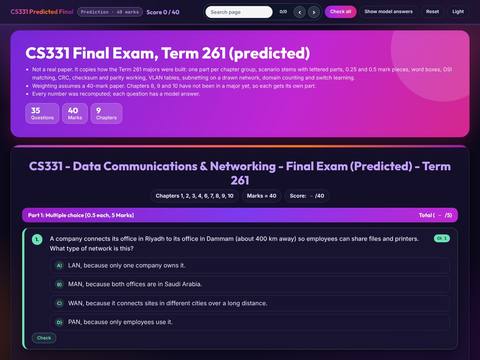 CS331 Predicted Final
Prediction · 40 marks
Score 0 / 40
Search page
0/0
Check all
Show model answers
Reset
Light
CS331 Final Exam, Term 261 (predicted)
Not a real paper. It copies how the Term 261 majors were built: one part per chapter group, scenario stems with lettered parts, 0.25 and 0.5 mark pieces, word boxes, OSI
matching, CRC, checksum and parity working, VLAN tables, subnetting on a drawn network, domain counting and switch learning.
Weighting assumes a 40-mark paper. Chapters 8, 9 and 10 have not been in a major yet, so each gets its own part.
Every number was recomputed; each question has a model answer.
35
Questions
40
Marks
9
Chapters
CS331 - Data Communications & Networking - Final Exam (Predicted) - Term
261
Chapters 1, 2, 3, 4, 6, 7, 8, 9, 10
Marks = 40
Score: -- /40
Part 1: Multiple choice [0.5 each, 5 Marks]
Total ( -- /5)
1.
A company connects its office in Riyadh to its office in Dammam (about 400 km away) so employees can share files and printers.
What type of network is this?
Ch. 1
A) LAN, because only one company owns it.
B) MAN, because both offices are in Saudi Arabia.
C) WAN, because it connects sites in different cities over a long distance.
D) PAN, because only employees use it.
Check